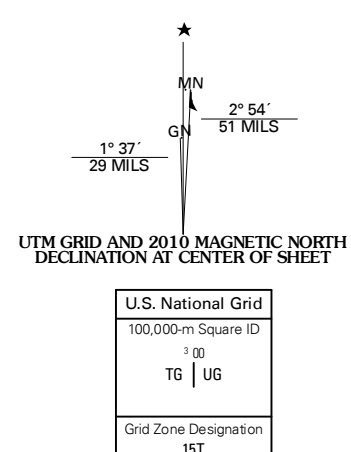 ★
MN
GN
2° 54´
51 MILS
1° 37´
29 MILS
UTM GRID AND 2010 MAGNETIC NORTH
DECLINATION AT CENTER OF SHEET
U.S. National Grid
100,000-m Square ID
3 00
TG UG
Grid Zone Designation
15T